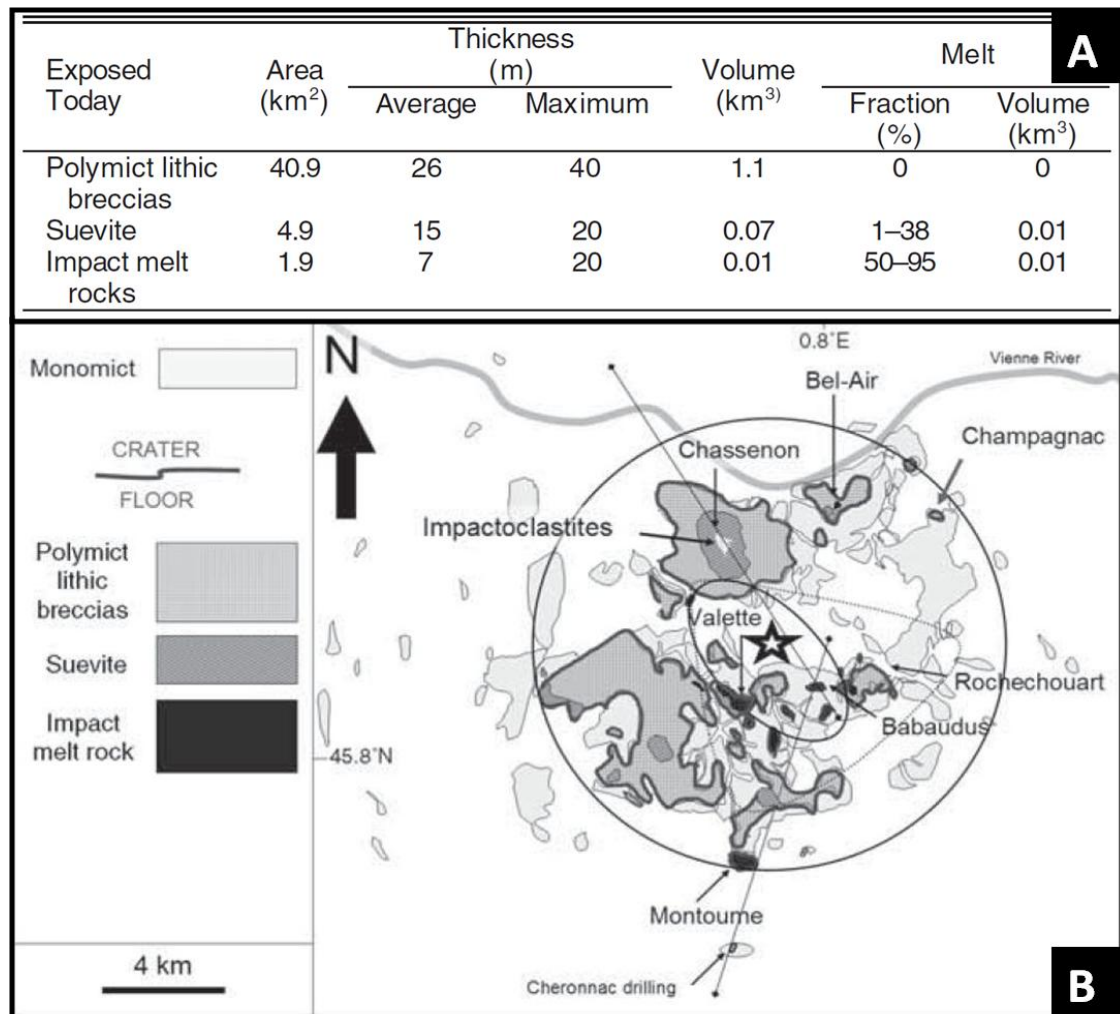 A
Exposed Today Area (km2) Thickness (m) Volume (km3) Melt
Average Maximum Fraction (%) Volume (km3)
Polymict lithic breccias 40.9 26 40 1.1 0 0
Suevite 4.9 15 20 0.07 1–38 0.01
Impact melt rocks 1.9 7 20 0.01 50–95 0.01
Monomict
CRATER
FLOOR
Polymict
lithic
breccias
Suevite
Impact
melt rock
4 km
N
0.8°E
Vienne River
Bel-Air
Chassenon
Champagnac
Impactoclastites
Valette
Rochechouart
Babaudus
45.8°N
Montoume
Cheronnac drilling
B